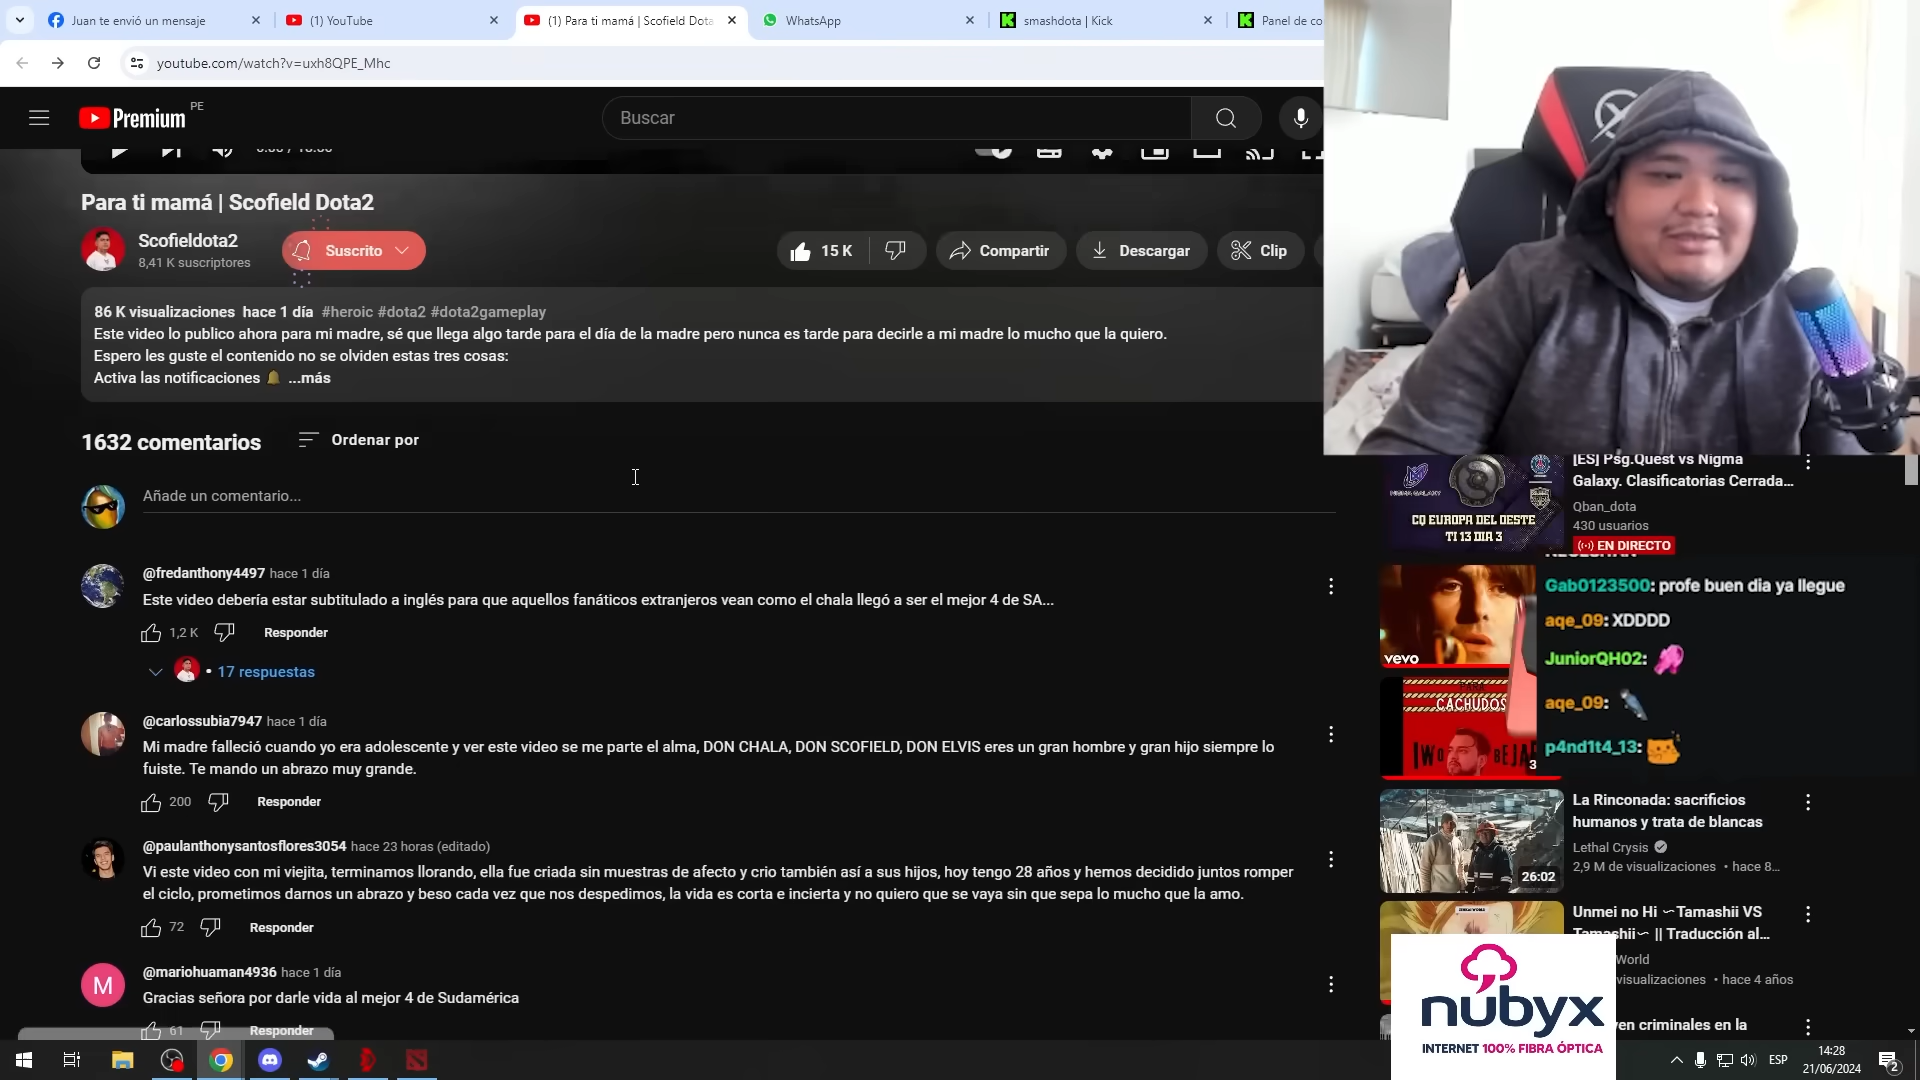 Juan te envió un mensaje
(1) YouTube
(1) Para ti mamá | Scofield Dota
WhatsApp
smashdota | Kick
Panel de co
youtube.com/watch?v=uxh8QPE_Mhc
Premium
PE
Buscar
Para ti mamá | Scofield Dota2
Scofieldota2
8,41 K suscriptores
Suscrito
15 K
Compartir
Descargar
Clip
86 K visualizaciones hace 1 día #heroic #dota2 #dota2gameplay
Este video lo publico ahora para mi madre, sé que llega algo tarde para el día de la madre pero nunca es tarde para decirle a mi madre lo mucho que la quiero.
Espero les guste el contenido no se olviden estas tres cosas:
Activa las notificaciones 🔔 ...más
1632 comentarios
Ordenar por
Añade un comentario...
@fredanthony4497 hace 1 día
Este video debería estar subtitulado a inglés para que aquellos fanáticos extranjeros vean como el chala llegó a ser el mejor 4 de SA...
1,2 K
Responder
• 17 respuestas
@carlossubia7947 hace 1 día
Mi madre falleció cuando yo era adolescente y ver este video se me parte el alma, DON CHALA, DON SCOFIELD, DON ELVIS eres un gran hombre y gran hijo siempre lo
fuiste. Te mando un abrazo muy grande.
200
Responder
@paulanthonysantosflores3054 hace 23 horas (editado)
Vi este video con mi viejita, terminamos llorando, ella fue criada sin muestras de afecto y crio también así a sus hijos, hoy tengo 28 años y hemos decidido juntos romper
el ciclo, prometimos darnos un abrazo y beso cada vez que nos despedimos, la vida es corta e incierta y no quiero que se vaya sin que sepa lo mucho que la amo.
72
Responder
M
@mariohuaman4936 hace 1 día
Gracias señora por darle vida al mejor 4 de Sudamérica
61
Responder
[ES] Psg.Quest vs Nigma
Galaxy. Clasificatorias Cerrada...
Qban_dota
430 usuarios
EN DIRECTO
NIGMA GALAXY
CQ EUROPA DEL OESTE
TI 13 DIA 3
vevo
CACHUDOS
3
Gab0123500: profe buen dia ya llegue
aqe_09: XDDDD
JuniorQH02:
aqe_09:
p4nd1t4_13:
La Rinconada: sacrificios
humanos y trata de blancas
Lethal Crysis
2,9 M de visualizaciones • hace 8...
26:02
Unmei no Hi ~Tamashii VS
Tamashii~ || Traducción al...
World
visualizaciones • hace 4 años
en criminales en la
nubyx
INTERNET 100% FIBRA ÓPTICA
ESP
14:28
21/06/2024
2